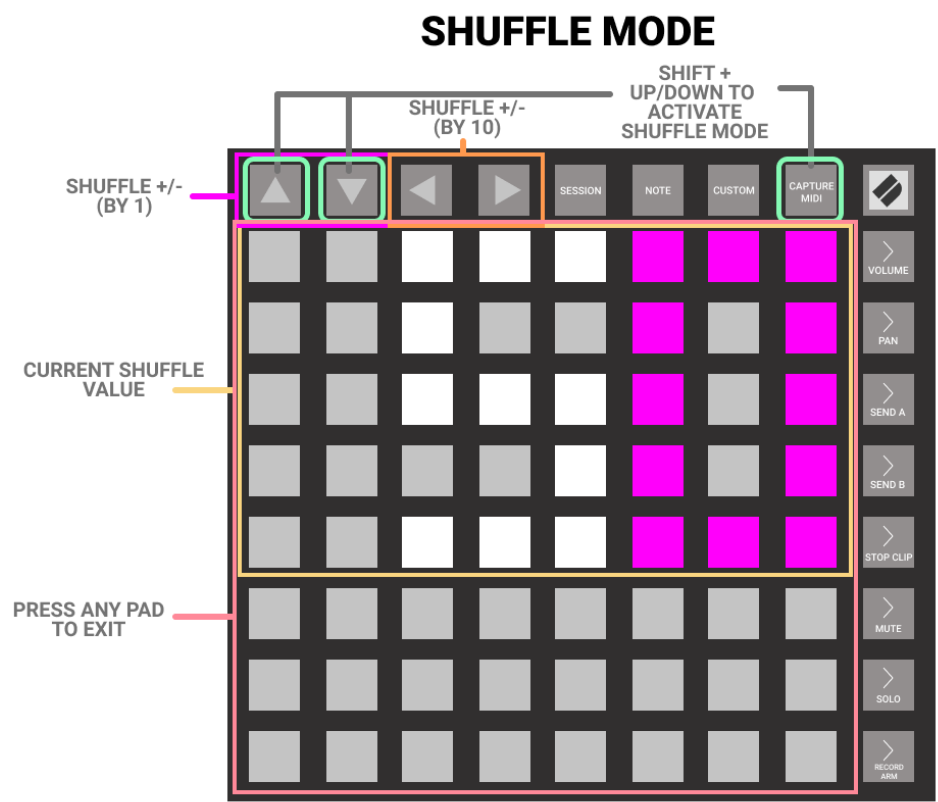 SHUFFLE MODE
SHIFT +
UP/DOWN TO
ACTIVATE
SHUFFLE MODE
SHUFFLE +/-
(BY 10)
SHUFFLE +/-
(BY 1)
SESSION
NOTE
CUSTOM
CAPTURE
MIDI
VOLUME
PAN
CURRENT SHUFFLE
VALUE
SEND A
SEND B
STOP CLIP
PRESS ANY PAD
TO EXIT
MUTE
SOLO
RECORD
ARM